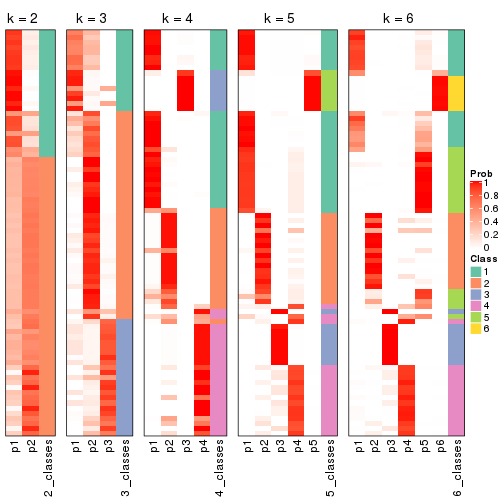 k = 2
k = 3
k = 4
k = 5
k = 6
Prob
1
0.8
0.6
0.4
0.2
0
Class
1
2
3
4
5
6
p1
p2
2_classes
p1
p2
p3
3_classes
p1
p2
p3
p4
4_classes
p1
p2
p3
p4
p5
5_classes
p1
p2
p3
p4
p5
p6
6_classes